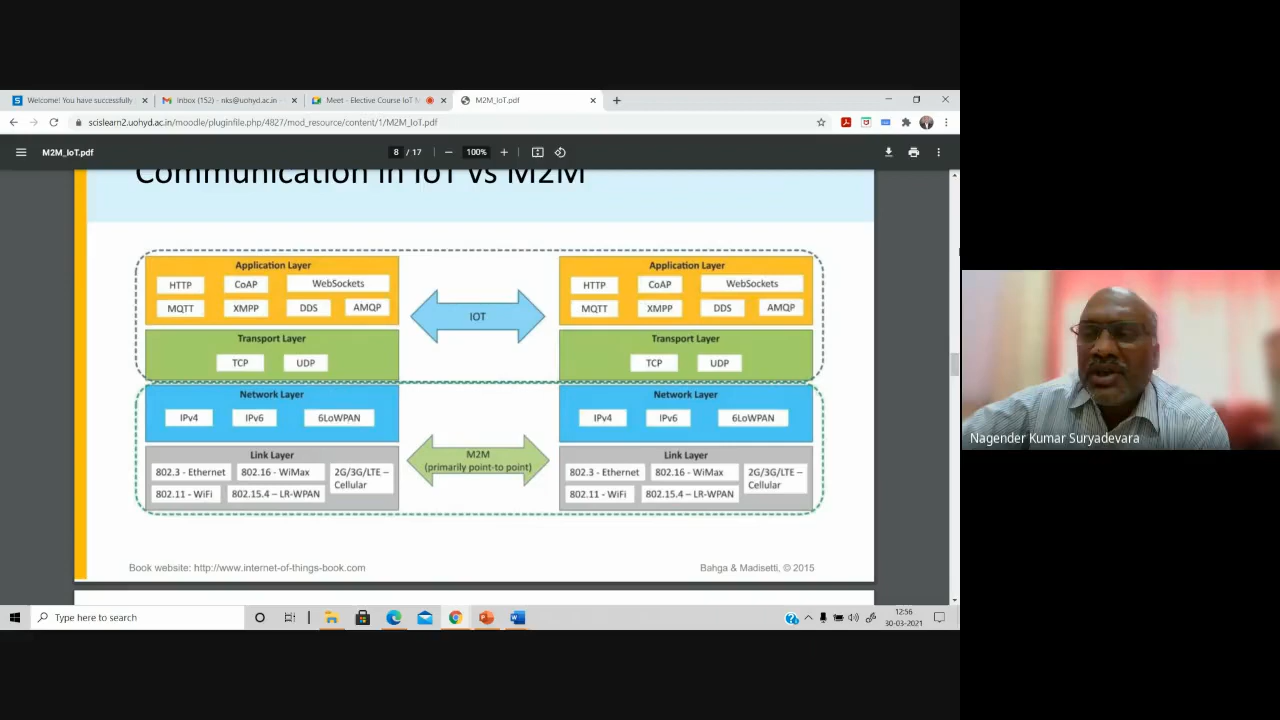 Welcome! You have successfully
Inbox (152) - nks@uohyd.ac.in -
Meet - Elective Course IoT M
M2M_IoT.pdf
scislearn2.uohyd.ac.in/moodle/pluginfile.php/4827/mod_resource/content/1/M2M_IoT.pdf
M2M_IoT.pdf
8 / 17
100%
Communication in IoT vs M2M
Application Layer
HTTP CoAP WebSockets
MQTT XMPP DDS AMQP
Transport Layer
TCP UDP
Network Layer
IPv4 IPv6 6LoWPAN
Link Layer
802.3 - Ethernet 802.16 - WiMax 2G/3G/LTE –
Cellular
802.11 - WiFi 802.15.4 – LR-WPAN
IOT
M2M
(primarily point-to point)
Application Layer
HTTP CoAP WebSockets
MQTT XMPP DDS AMQP
Transport Layer
TCP UDP
Network Layer
IPv4 IPv6 6LoWPAN
Link Layer
802.3 - Ethernet 802.16 - WiMax 2G/3G/LTE –
Cellular
802.11 - WiFi 802.15.4 – LR-WPAN
Book website: http://www.internet-of-things-book.com
Bahga & Madisetti, © 2015
Nagender Kumar Suryadevara
Type here to search
12:56
30-03-2021